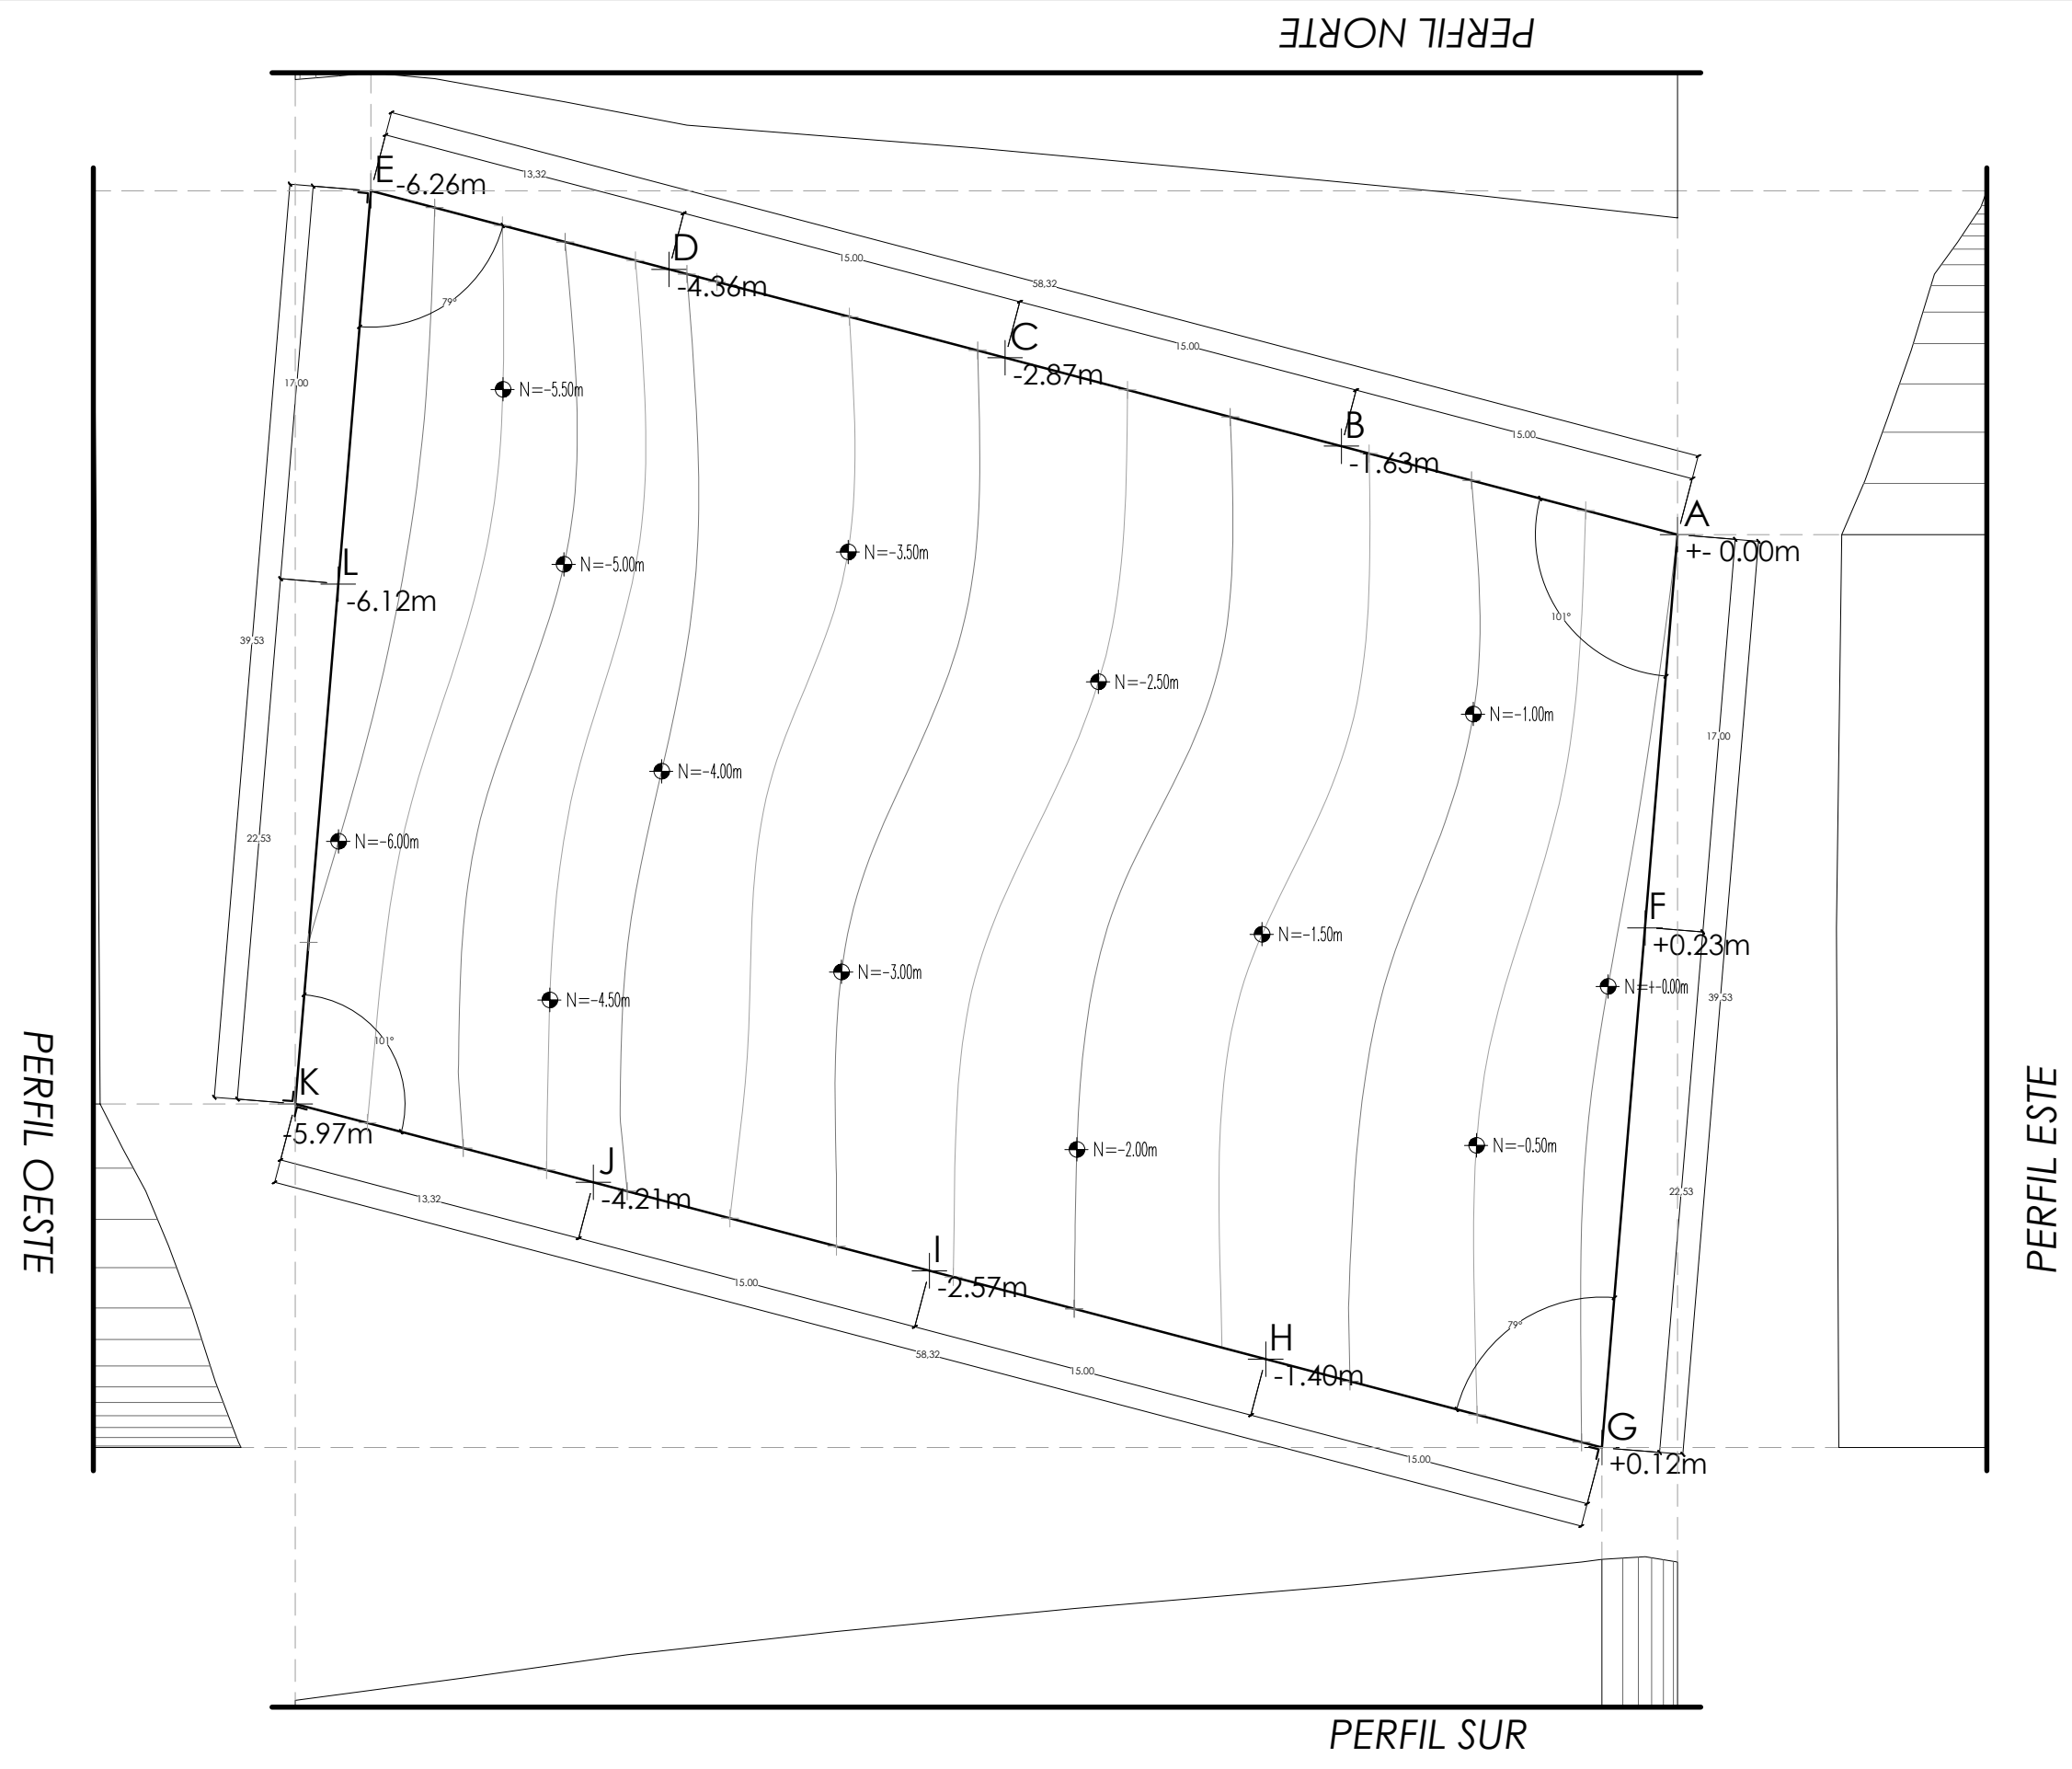 PERFIL NORTE
E
-6.26m
13,32
D
-4.36m
15.00
58,32
C
-2.87m
15.00
B
-1.63m
15.00
A
+- 0.00m
79°
17,00
N=-5.50m
L
-6.12m
N=-5.00m
N=-3.50m
101°
39,53
N=-2.50m
N=-1.00m
17,00
N=-4.00m
22,53
N=-6.00m
F
+0.23m
N=-1.50m
N=-3.00m
N=+-0.00m
39,53
N=-4.50m
101°
K
-5.97m
PERFIL OESTE
PERFIL ESTE
N=-2.00m
N=-0.50m
J
-4.21m
13,32
22,53
I
-2.57m
15.00
79°
H
-1.40m
58,32
15.00
G
+0.12m
15.00
PERFIL SUR